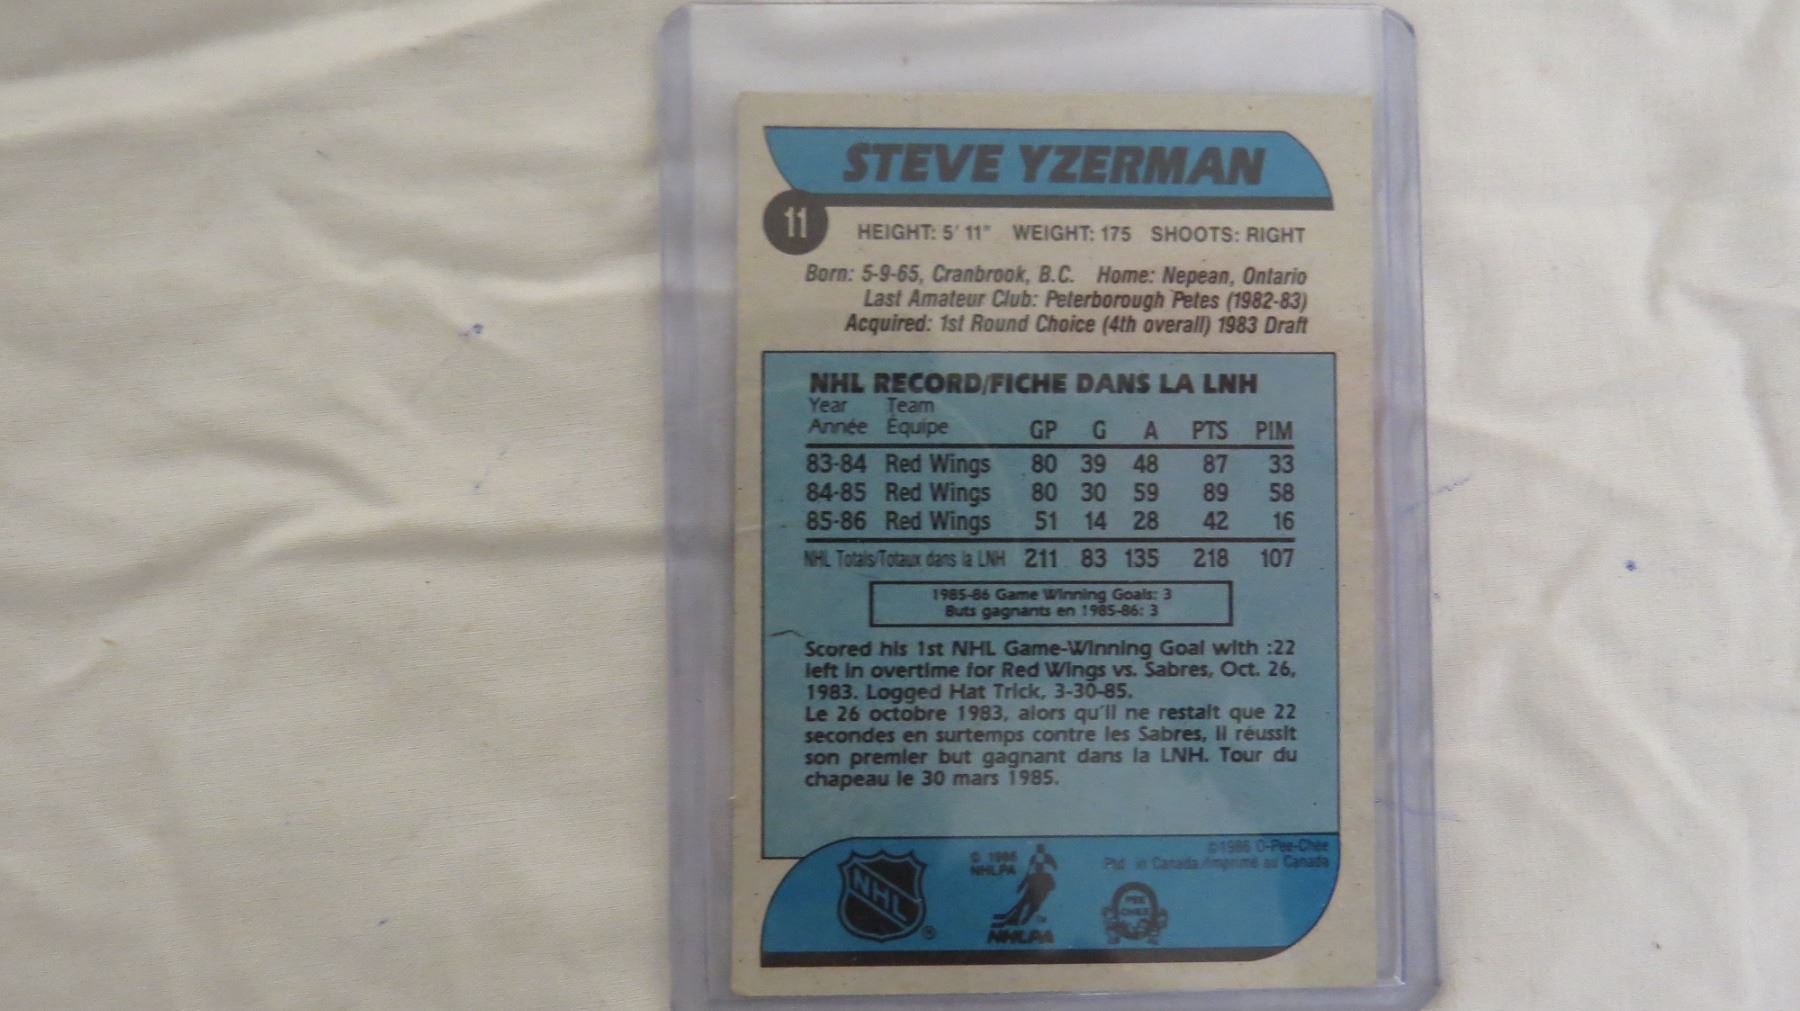 STEVE YZERMAN
11
HEIGHT: 5' 11" WEIGHT: 175 SHOOTS: RIGHT
Born: 5-9-65, Cranbrook, B.C. Home: Nepean, Ontario
Last Amateur Club: Peterborough Petes (1982-83)
Acquired: 1st Round Choice (4th overall) 1983 Draft
NHL RECORD/FICHE DANS LA LNH
Year Team
Année Équipe GP G A PTS PIM
83-84 Red Wings 80 39 48 87 33
84-85 Red Wings 80 30 59 89 58
85-86 Red Wings 51 14 28 42 16
NHL Totals/Totaux dans la LNH 211 83 135 218 107
1985-86 Game Winning Goals: 3
Buts gagnants en 1985-86: 3
Scored his 1st NHL Game-Winning Goal with :22
left in overtime for Red Wings vs. Sabres, Oct. 26,
1983. Logged Hat Trick, 3-30-85.
Le 26 octobre 1983, alors qu'il ne restait que 22
secondes en surtemps contre les Sabres, il réussit
son premier but gagnant dans la LNH. Tour du
chapeau le 30 mars 1985.
©1986 O-Pee-Chee
Ptd. in Canada/Imprimé au Canada
© 1986
NHLPA
NHL ®
NHLPA
PEE
CHEE